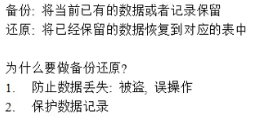 备份: 将当前已有的数据或者记录保留
还原: 将已经保留的数据恢复到对应的表中
为什么要做备份还原?
1. 防止数据丢失: 被盗, 误操作
2. 保护数据记录